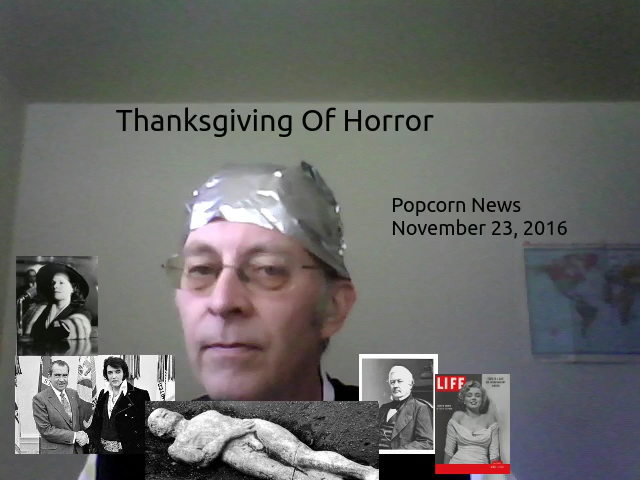 Thanksgiving Of Horror
Popcorn News
November 23, 2016
LIFE